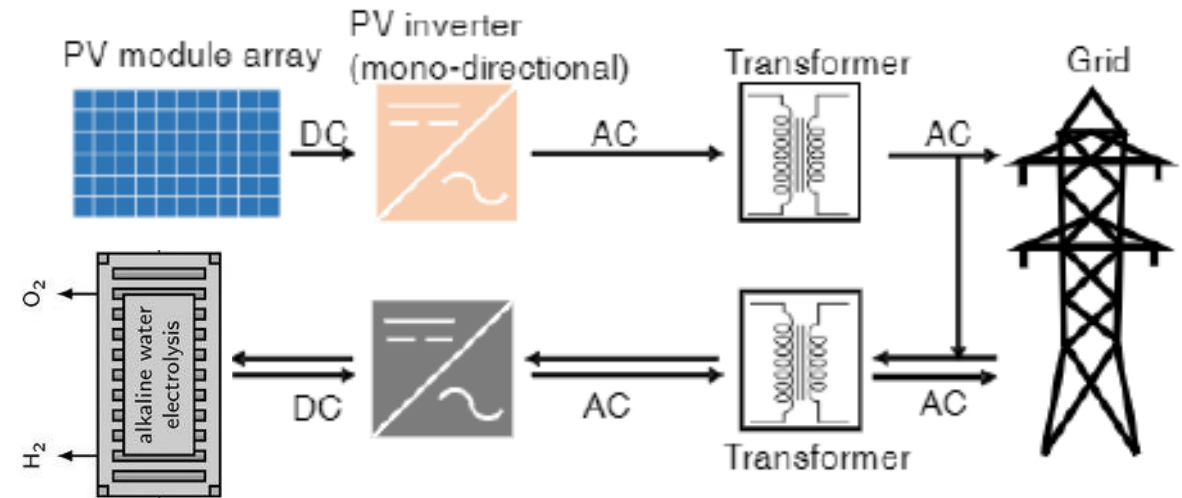 PV module array
PV inverter
(mono-directional)
Transformer
Grid
DC
AC
AC
O2
H2
alkaline water
electrolysis
DC
AC
AC
Transformer